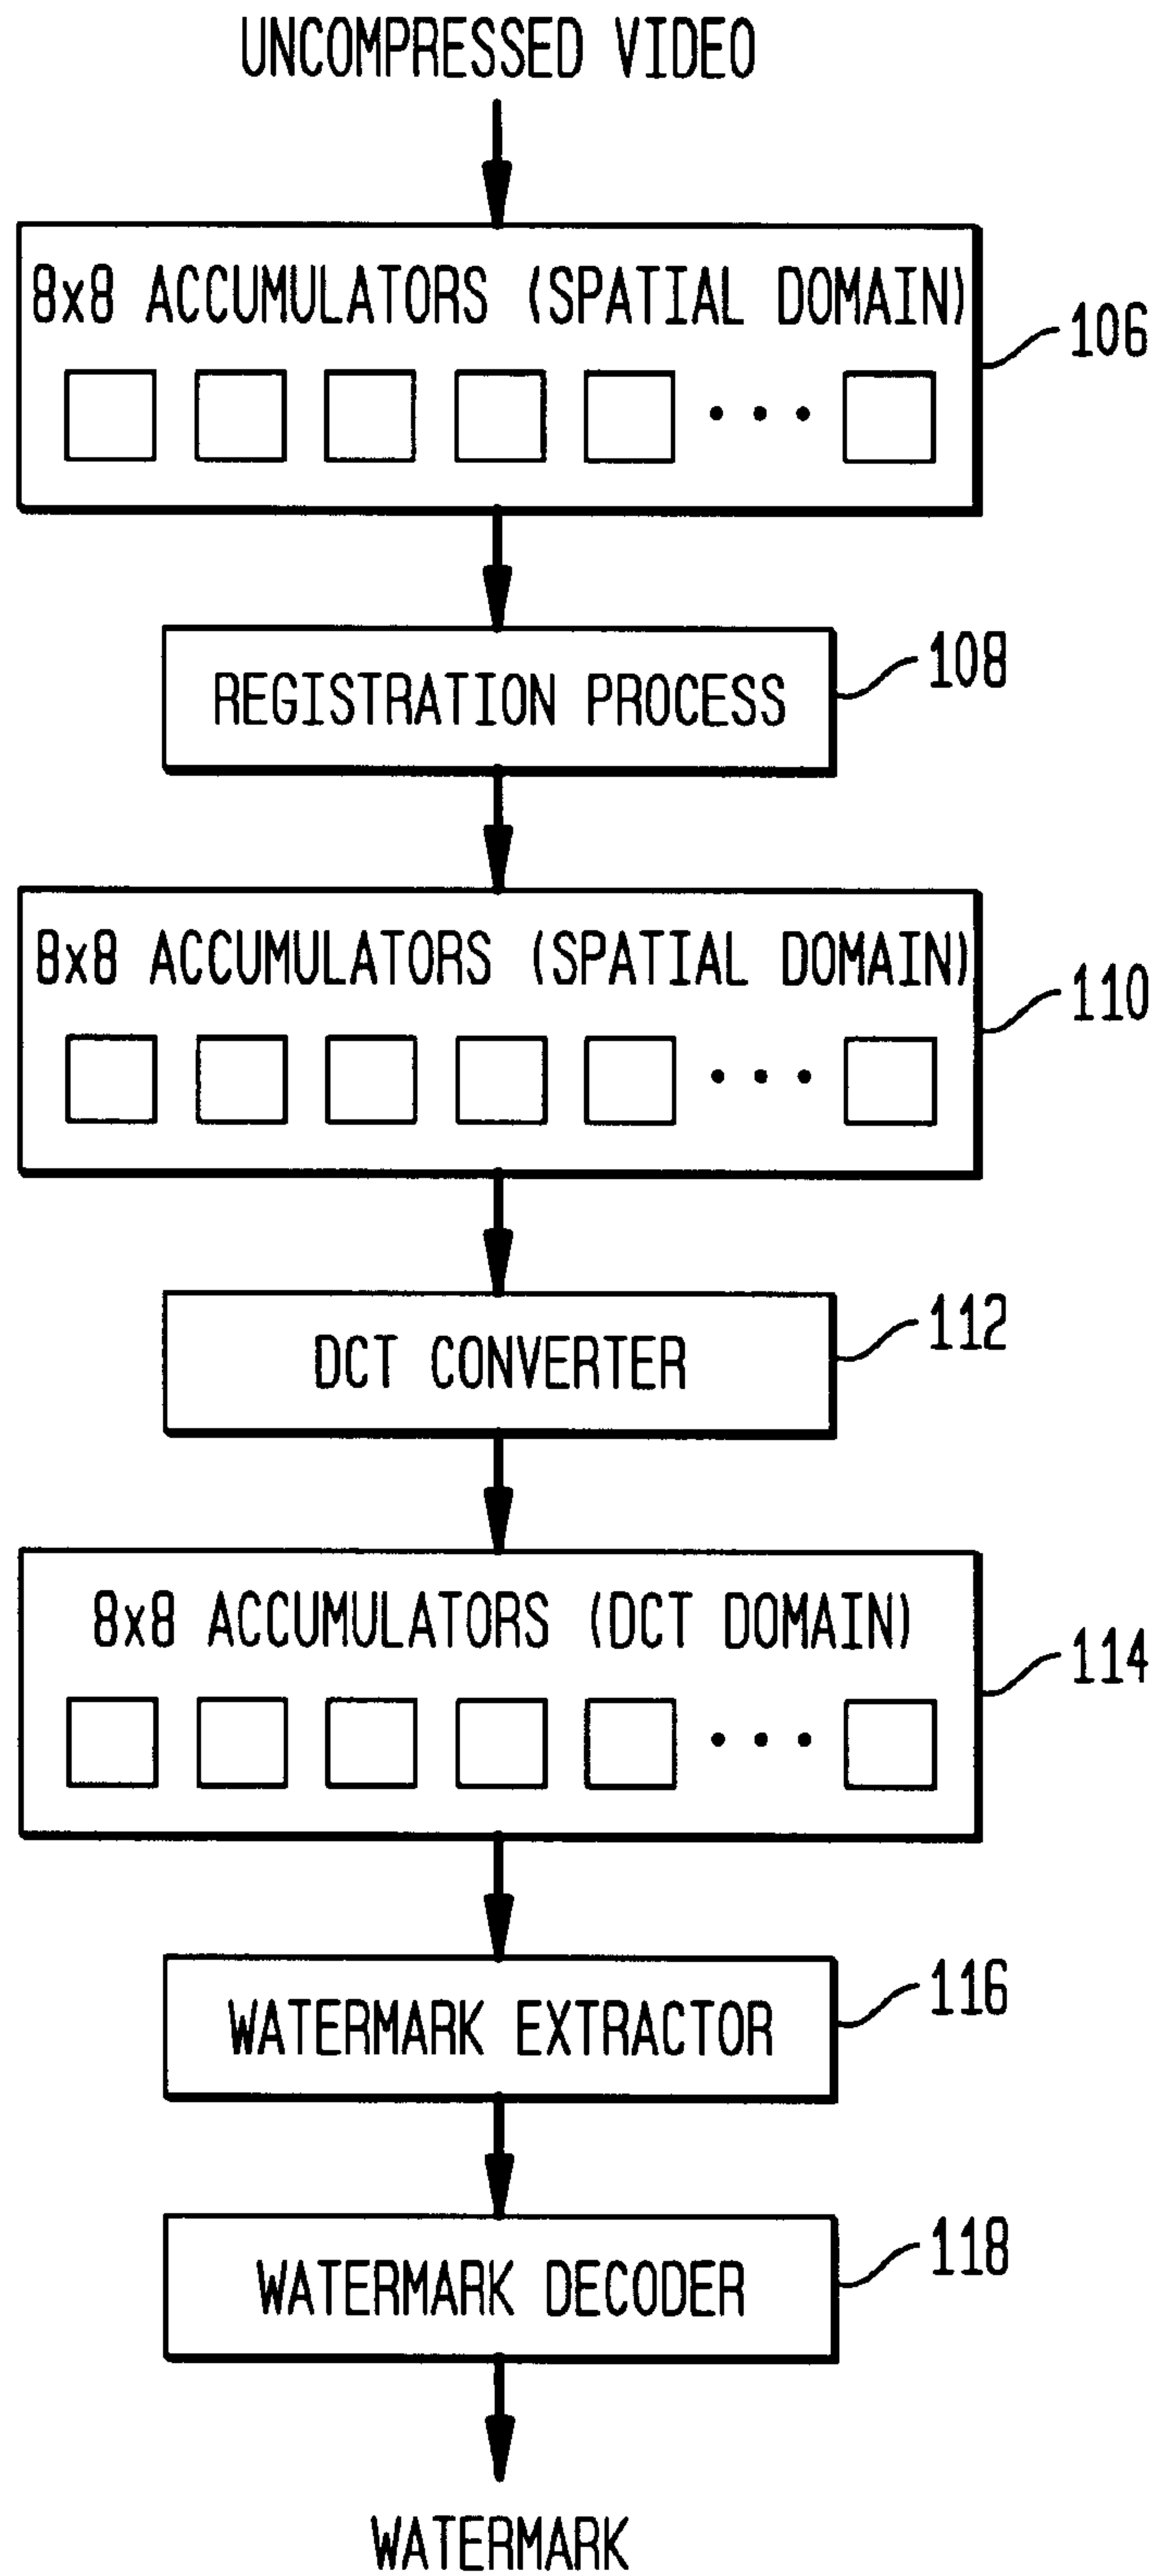 UNCOMPRESSED VIDEO
8x8 ACCUMULATORS (SPATIAL DOMAIN)
106
REGISTRATION PROCESS
108
8x8 ACCUMULATORS (SPATIAL DOMAIN)
110
DCT CONVERTER
112
8x8 ACCUMULATORS (DCT DOMAIN)
114
WATERMARK EXTRACTOR
116
WATERMARK DECODER
118
WATERMARK